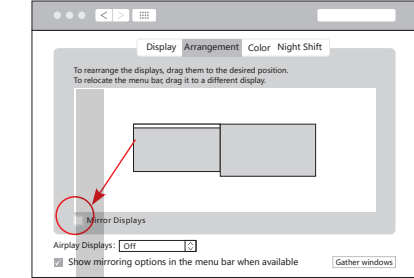 Display Arrangement Color Night Shift
To rearrange the displays, drag them to the desired position.
To relocate the menu bar, drag it to a different display.
Mirror Displays
Airplay Displays: Off
Show mirroring options in the menu bar when available Gather windows